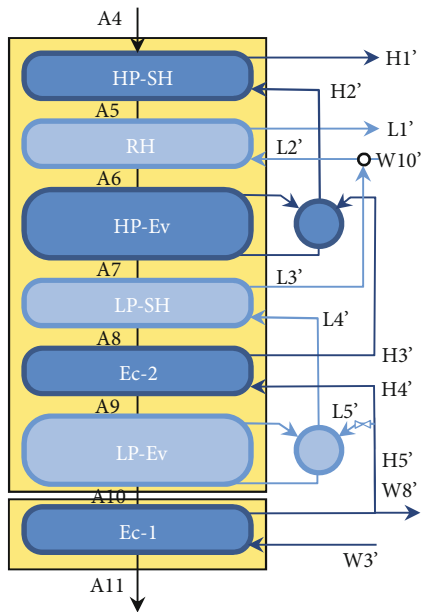 A4
H1'
HP-SH
H2'
A5
L1'
RH
L2'
W10'
A6
HP-Ev
A7
L3'
LP-SH
L4'
A8
H3'
Ec-2
H4'
A9
L5'
LP-Ev
H5'
A10
W8'
Ec-1
W3'
A11